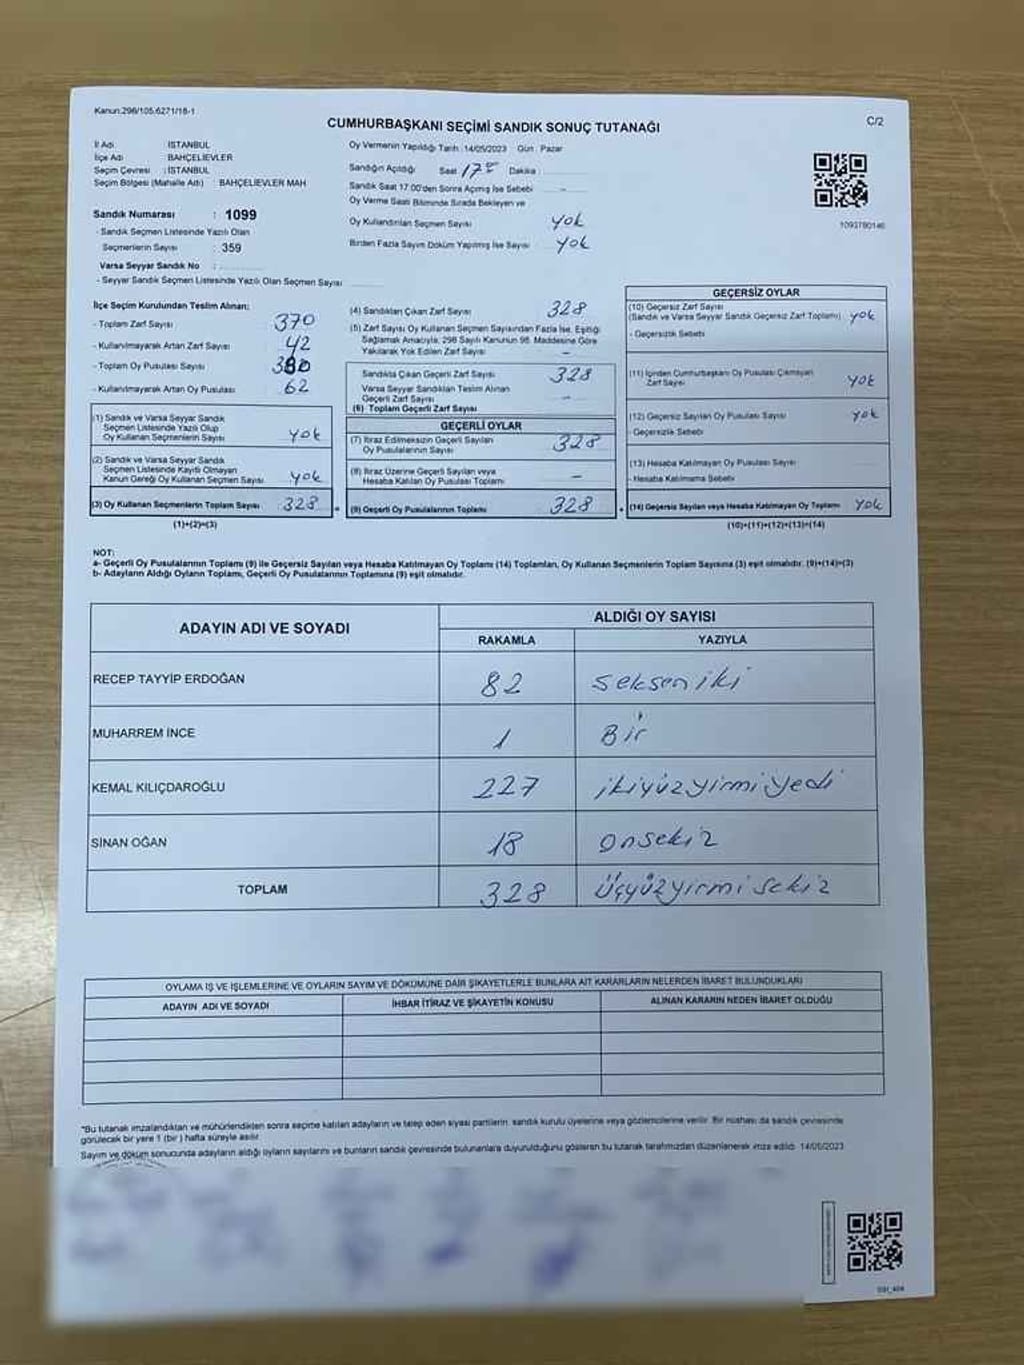 Kanun.298/105,6271/18-1
CUMHURBAŞKANI SEÇİMİ SANDIK SONUÇ TUTANAĞI
C/2
İl Adı İSTANBUL
İlçe Adı BAHÇELİEVLER
Seçim Çevresi : İSTANBUL
Seçim Bölgesi (Mahalle Adı) BAHÇELİEVLER MAH
Sandık Numarası : 1099
- Sandık Seçmen Listesinde Yazılı Olan
Seçmenlerin Sayısı : 359
Varsa Seyyar Sandık No :
- Seyyar Sandık Seçmen Listesinde Yazılı Olan Seçmen Sayısı
Oy Vermenin Yapıldığı Tarih :14/05/2023 Gün : Pazar
Sandığın Açıldığı Saat 17 00 Dakika
Sandık Saat 17.00'den Sonra Açılmış İse Sebebi -
Oy Verme Saati Bitiminde Sırada Bekleyen ve
Oy Kullandırılan Seçmen Sayısı yok
Birden Fazla Sayım Döküm Yapılmış İse Sayısı yok
1093780146
İlçe Seçim Kurulundan Teslim Alınan:
- Toplam Zarf Sayısı 370
- Kullanılmayarak Artan Zarf Sayısı 42
- Toplam Oy Pusulası Sayısı
- Kullanılmayarak Artan Oy Pusulası 62
(1) Sandık ve Varsa Seyyar Sandık
Seçmen Listesinde Yazılı Olup
Oy Kullanan Seçmenlerin Sayısı yok
(2) Sandık ve Varsa Seyyar Sandık
Seçmen Listesinde Kayıtlı Olmayan
Kanun Gereği Oy Kullanan Seçmen Sayısı yok
(3) Oy Kullanan Seçmenlerin Toplam Sayısı 328
(1)+(2)=(3)
(4) Sandıktan Çıkan Zarf Sayısı 328
(5) Zarf Sayısı Oy Kullanan Seçmen Sayısından Fazla İse, Eşitliği
Sağlamak Amacıyla, 298 Sayılı Kanunun 98. Maddesine Göre
Yakılarak Yok Edilen Zarf Sayısı -
Sandıkta Çıkan Geçerli Zarf Sayısı 328
Varsa Seyyar Sandıktan Teslim Alınan
Geçerli Zarf Sayısı -
(6) Toplam Geçerli Zarf Sayısı
GEÇERLİ OYLAR
(7) İtiraz Edilmeksizin Geçerli Sayılan
Oy Pusulalarının Sayısı 328
(8) İtiraz Üzerine Geçerli Sayılan veya
Hesaba Katılan Oy Pusulası Toplamı -
(9) Geçerli Oy Pusulalarının Toplamı 328
GEÇERSİZ OYLAR
(10) Geçersiz Zarf Sayısı
(Sandık ve Varsa Seyyar Sandık Geçersiz Zarf Toplamı) yok
- Geçersizlik Sebebi
(11) İçinden Cumhurbaşkanı Oy Pusulası Çıkmayan
Zarf Sayısı yok
(12) Geçersiz Sayılan Oy Pusulası Sayısı yok
- Geçersizlik Sebebi
(13) Hesaba Katılmayan Oy Pusulası Sayısı
- Hesaba Katılmama Sebebi
(14) Geçersiz Sayılan veya Hesaba Katılmayan Oy Toplamı yok
(10)+(11)+(12)+(13)=(14)
NOT:
a- Geçerli Oy Pusulalarının Toplamı (9) ile Geçersiz Sayılan veya Hesaba Katılmayan Oy Toplamı (14) Toplamları, Oy Kullanan Seçmenlerin Toplam Sayısına (3) eşit olmalıdır. (9)+(14)=(3)
b- Adayların Aldığı Oyların Toplamı, Geçerli Oy Pusulalarının Toplamına (9) eşit olmalıdır.
ADAYIN ADI VE SOYADI
ALDIĞI OY SAYISI
RAKAMLA YAZIYLA
RECEP TAYYİP ERDOĞAN 82 sekseniki
MUHARREM İNCE 1 Bir
KEMAL KILIÇDAROĞLU 227 ikiyüzyirmiyedi
SİNAN OĞAN 18 onsekiz
TOPLAM 328 Üçyüzyirmisekiz
OYLAMA İŞ VE İŞLEMLERİNE VE OYLARIN SAYIM VE DÖKÜMÜNE DAİR ŞİKAYETLERLE BUNLARA AİT KARARLARIN NELERDEN İBARET BULUNDUKLARI
ADAYIN ADI VE SOYADI
İHBAR İTİRAZ VE ŞİKAYETİN KONUSU
ALINAN KARARIN NEDEN İBARET OLDUĞU
*Bu tutanak imzalandıktan ve mühürlendikten sonra seçime katılan adayların ve talep eden siyasi partilerin, sandık kurulu üyelerine veya gözlemcilerine verilir. Bir nüshası da sandık çevresinde
görülecek bir yere 1 (bir) hafta süreyle asılır.
Sayım ve döküm sonucunda adayların aldığı oyların sayılarını ve bunların sandık çevresinde bulunanlara duyurulduğunu gösteren bu tutanak tarafımızdan düzenlenerek imza edildi. 14/05/2023